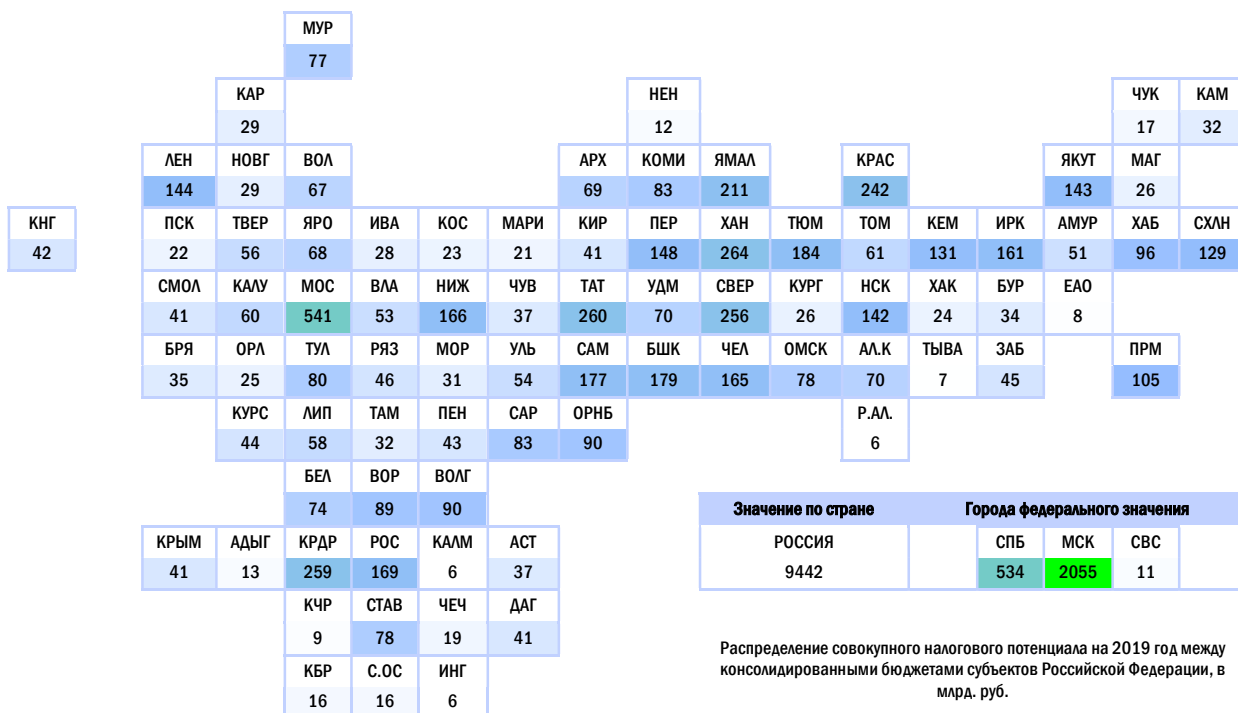 МУР
77
КАР НЕН ЧУК КАМ
29 12 17 32
ЛЕН НОВГ ВОЛ АРХ КОМИ ЯМАЛ КРАС ЯКУТ МАГ
144 29 67 69 83 211 242 143 26
КНГ ПСК ТВЕР ЯРО ИВА КОС МАРИ КИР ПЕР ХАН ТЮМ ТОМ КЕМ ИРК АМУР ХАБ СХЛН
42 22 56 68 28 23 21 41 148 264 184 61 131 161 51 96 129
СМОЛ КАЛУ МОС ВЛА НИЖ ЧУВ ТАТ УДМ СВЕР КУРГ НСК ХАК БУР ЕАО
41 60 541 53 166 37 260 70 256 26 142 24 34 8
БРЯ ОРЛ ТУЛ РЯЗ МОР УЛЬ САМ БШК ЧЕЛ ОМСК АЛ.К ТЫВА ЗАБ ПРМ
35 25 80 46 31 54 177 179 165 78 70 7 45 105
КУРС ЛИП ТАМ ПЕН САР ОРНБ Р.АЛ.
44 58 32 43 83 90 6
БЕЛ ВОР ВОЛГ
74 89 90
Значение по стране Города федерального значения
КРЫМ АДЫГ КРДР РОС КАЛМ АСТ РОССИЯ СПБ МСК СВС
41 13 259 169 6 37 9442 534 2055 11
КЧР СТАВ ЧЕЧ ДАГ
9 78 19 41
КБР С.ОС ИНГ
16 16 6
Распределение совокупного налогового потенциала на 2019 год между
консолидированными бюджетами субъектов Российской Федерации, в
млрд. руб.